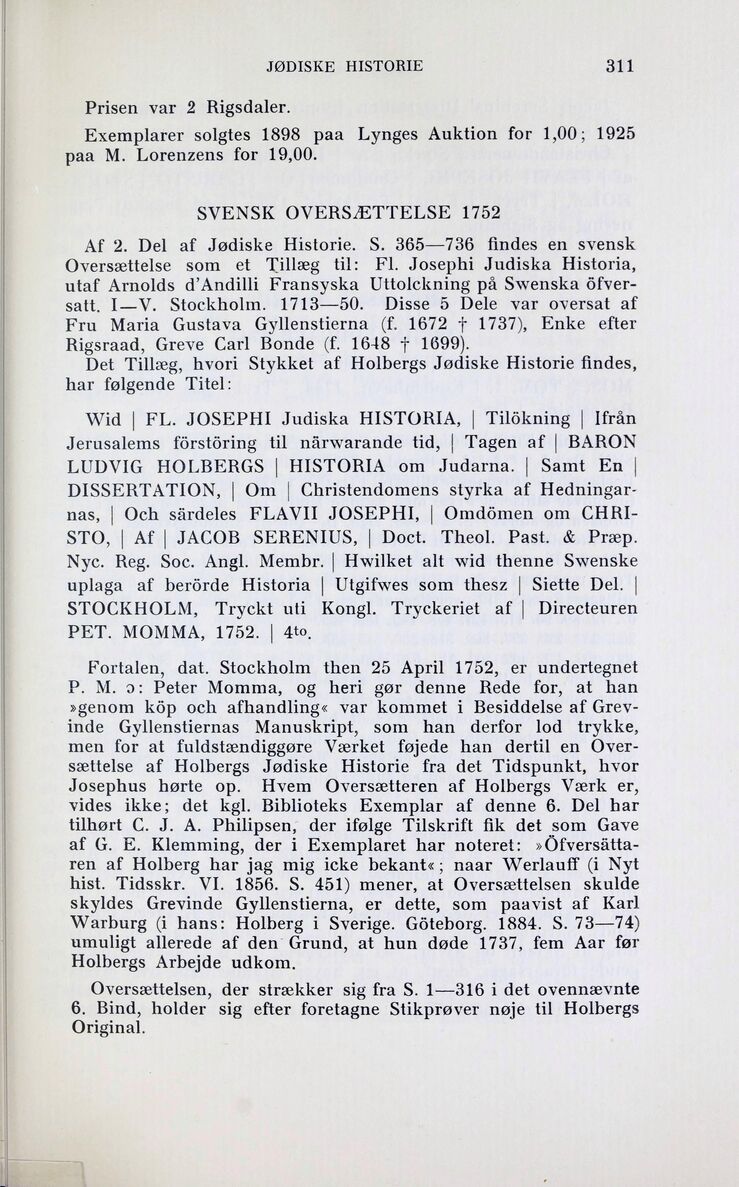 JØDISKE HISTORIE 311
Prisen var 2 Rigsdaler.
Exemplarer solgtes 1898 paa Lynges Auktion for 1,00; 1925
paa M. Lorenzens for 19,00.
SVENSK OVERSÆTTELSE 1752
Af 2. Del af Jødiske Historie. S. 365—736 findes en svensk
Oversættelse som et Tillæg til: Fl. Josephi Judiska Historia,
utaf Arnolds d'Andilli Fransyska Uttolckning på Swenska öfver-
satt. I—V. Stockholm. 1713—50. Disse 5 Dele var oversat af
Fru Maria Gustava Gyllenstierna (f. 1672 † 1737), Enke efter
Rigsraad, Greve Carl Bonde (f. 1648 † 1699).
Det Tillæg, hvori Stykket af Holbergs Jødiske Historie findes,
har følgende Titel:
Wid | FL. JOSEPHI Judiska HISTORIA, | Tilökning | Ifrån
Jerusalems förstöring til närwarande tid, | Tagen af | BARON
LUDVIG HOLBERGS | HISTORIA om Judarna. | Samt En |
DISSERTATION, | Om | Christendomens styrka af Hedningar-
nas, | Och särdeles FLAVII JOSEPHI, | Omdömen om CHRI-
STO, | Af | JACOB SERENIUS, | Doct. Theol. Past. & Præp.
Nyc. Reg. Soc. Angl. Membr. | Hwilket alt wid thenne Swenske
uplaga af berörde Historia | Utgifwes som thesz | Siette Del. |
STOCKHOLM, Tryckt uti Kongl. Tryckeriet af | Directeuren
PET. MOMMA, 1752. | 4to.
Fortalen, dat. Stockholm then 25 April 1752, er undertegnet
P. M. ɔ: Peter Momma, og heri gør denne Rede for, at han
»genom köp och afhandling« var kommet i Besiddelse af Grev-
inde Gyllenstiernas Manuskript, som han derfor lod trykke,
men for at fuldstændiggøre Værket føjede han dertil en Over-
sættelse af Holbergs Jødiske Historie fra det Tidspunkt, hvor
Josephus hørte op. Hvem Oversætteren af Holbergs Værk er,
vides ikke; det kgl. Biblioteks Exemplar af denne 6. Del har
tilhørt C. J. A. Philipsen, der ifølge Tilskrift fik det som Gave
af G. E. Klemming, der i Exemplaret har noteret: »Öfversätta-
ren af Holberg har jag mig icke bekant«; naar Werlauff (i Nyt
hist. Tidsskr. VI. 1856. S. 451) mener, at Oversættelsen skulde
skyldes Grevinde Gyllenstierna, er dette, som paavist af Karl
Warburg (i hans: Holberg i Sverige. Göteborg. 1884. S. 73—74)
umuligt allerede af den Grund, at hun døde 1737, fem Aar før
Holbergs Arbejde udkom.
Oversættelsen, der strækker sig fra S. 1—316 i det ovennævnte
6. Bind, holder sig efter foretagne Stikprøver nøje til Holbergs
Original.